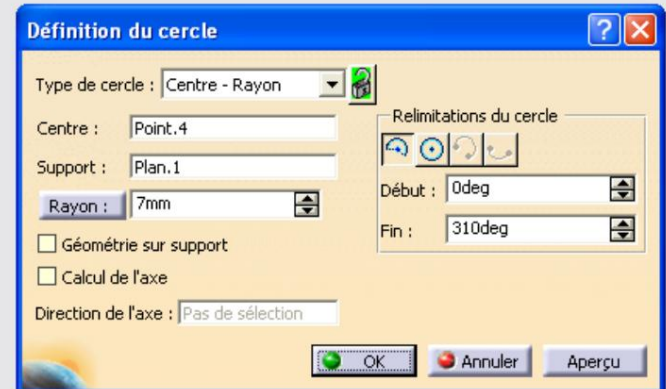 Définition du cercle
Type de cercle : Centre - Rayon
Centre : Point.4
Support : Plan.1
Rayon : 7mm
Géométrie sur support
Calcul de l'axe
Direction de l'axe : Pas de sélection
Relimitations du cercle
Début : 0deg
Fin : 310deg
OK Annuler Aperçu